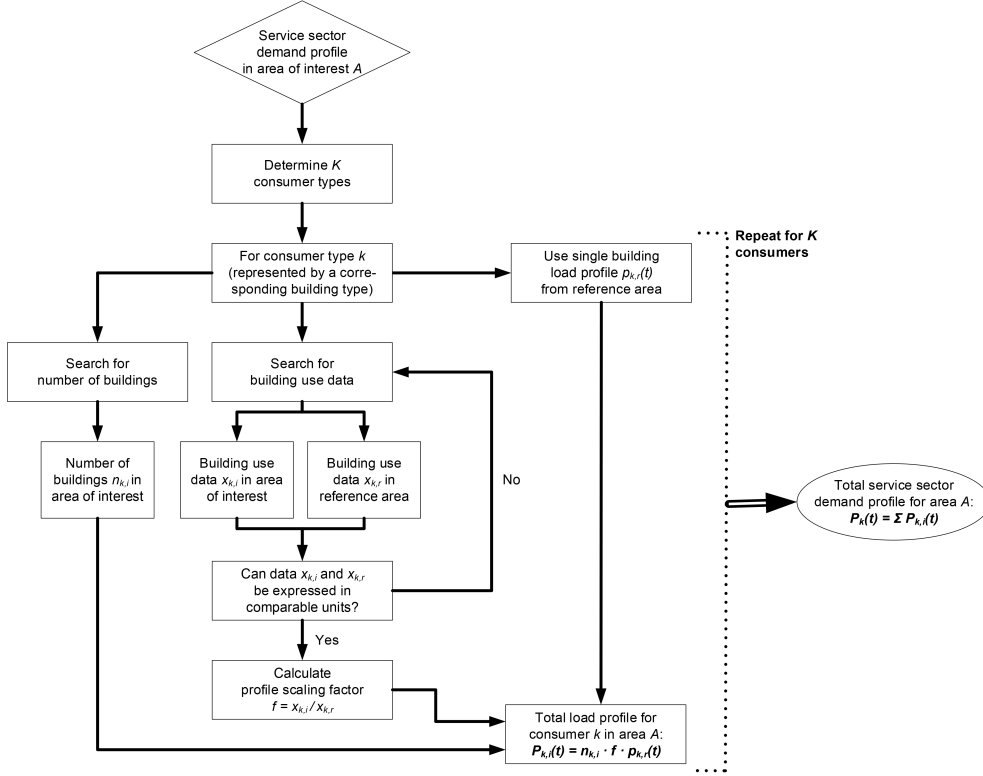 Service sector
demand profile
in area of interest A
Determine K
consumer types
For consumer type k
(represented by a corre-
sponding building type)
Use single building
load profile pk,r(t)
from reference area
Repeat for K
consumers
Search for
number of buildings
Search for
building use data
Number of
buildings nk,i in
area of interest
Building use
data xk,i in area
of interest
Building use
data xk,r in
reference area
No
Total service sector
demand profile for area A:
Pk(t) = Σ Pk,i(t)
Can data xk,i and xk,r
be expressed in
comparable units?
Yes
Calculate
profile scaling factor
f = xk,i / xk,r
Total load profile for
consumer k in area A:
Pk,i(t) = nk,i · f · pk,r(t)